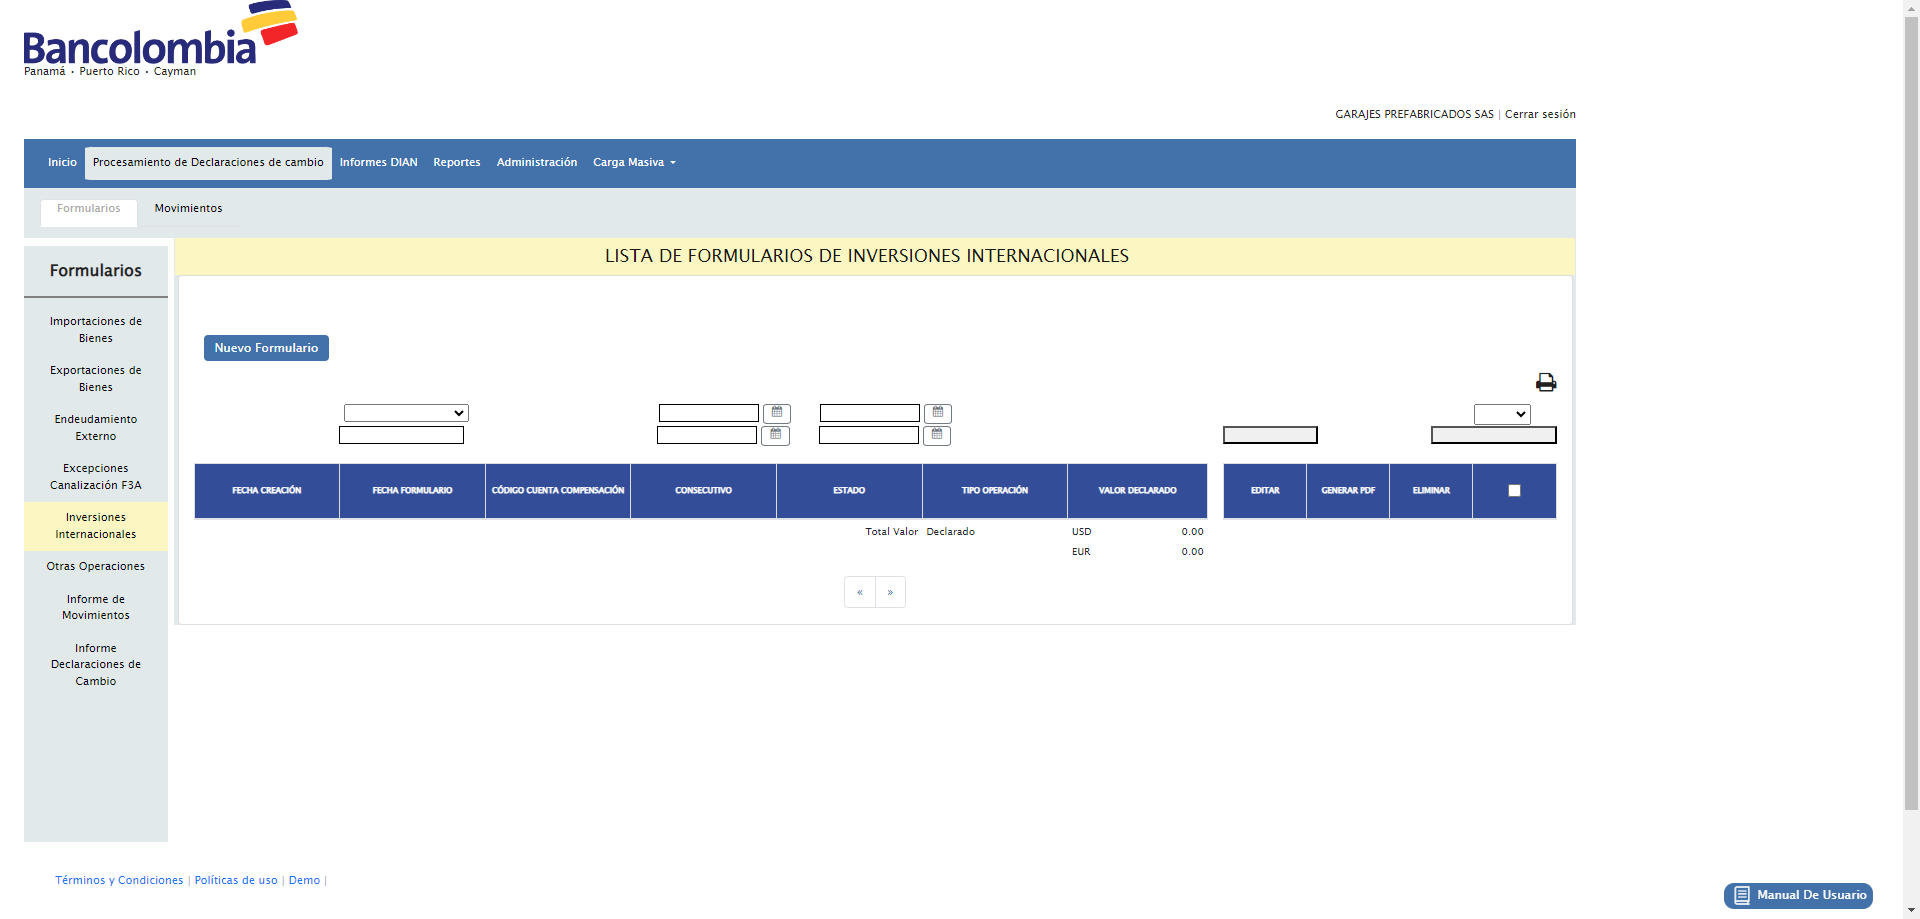 Bancolombia
Panamá • Puerto Rico • Cayman
GARAJES PREFABRICADOS SAS | Cerrar sesión
Inicio Procesamiento de Declaraciones de cambio Informes DIAN Reportes Administración Carga Masiva
Formularios Movimientos
Formularios
Importaciones de
Bienes
Exportaciones de
Bienes
Endeudamiento
Externo
Excepciones
Canalización F3A
Inversiones
Internacionales
Otras Operaciones
Informe de
Movimientos
Informe
Declaraciones de
Cambio
LISTA DE FORMULARIOS DE INVERSIONES INTERNACIONALES
Nuevo Formulario
FECHA CREACIÓN FECHA FORMULARIO CÓDIGO CUENTA COMPENSACIÓN CONSECUTIVO ESTADO TIPO OPERACIÓN VALOR DECLARADO EDITAR GENERAR PDF ELIMINAR
Total Valor Declarado USD 0.00
EUR 0.00
« »
Términos y Condiciones | Políticas de uso | Demo |
Manual De Usuario